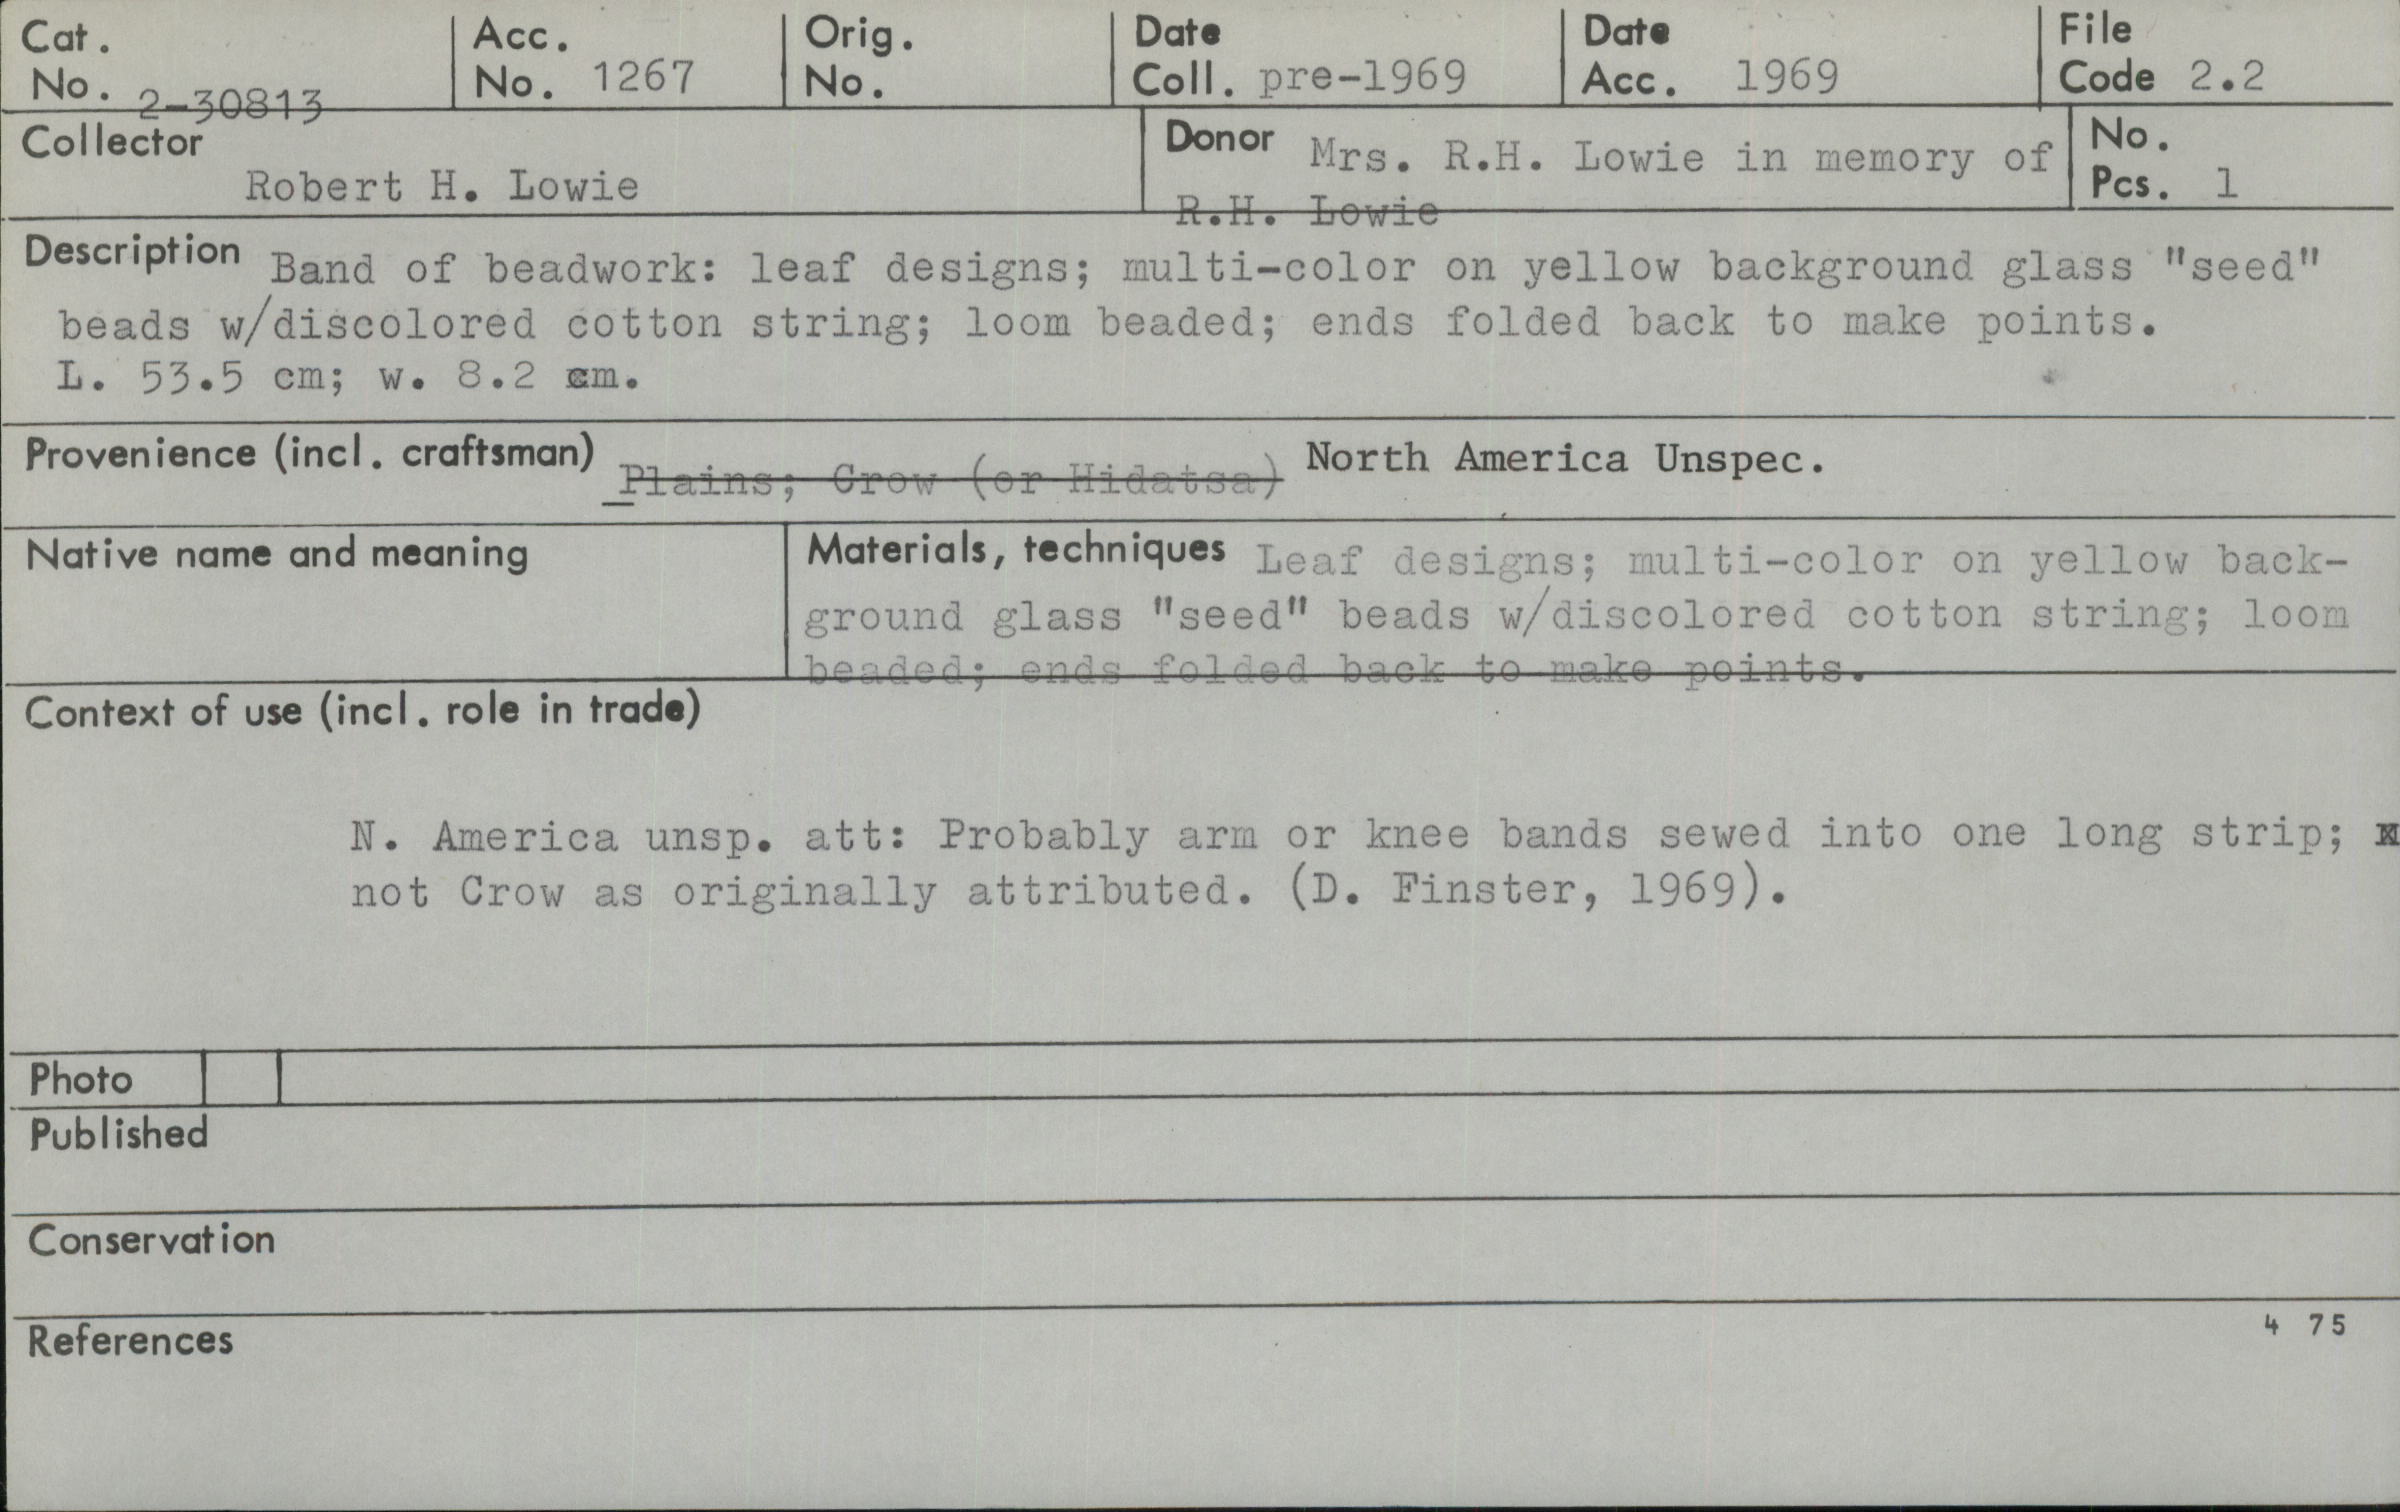 Cat. No. 2-30813 Acc. No. 1267 Orig. No. Date Coll. pre-1969 Date Acc. 1969 File Code 2.2
Collector Robert H. Lowie
Donor Mrs. R.H. Lowie in memory of
R.H. Lowie
No. Pcs. 1
Description Band of beadwork: leaf designs; multi-color on yellow background glass "seed"
beads w/discolored cotton string; loom beaded; ends folded back to make points.
L. 53.5 cm; w. 8.2 cm.
Provenience (incl. craftsman) Plains; Crow (or Hidatsa) North America Unspec.
Native name and meaning
Materials, techniques Leaf designs; multi-color on yellow back-
ground glass "seed" beads w/discolored cotton string; loom
beaded; ends folded back to make points.
Context of use (incl. role in trade)
N. America unsp. att: Probably arm or knee bands sewed into one long strip;
not Crow as originally attributed. (D. Finster, 1969).
Photo
Published
Conservation
References
4 75